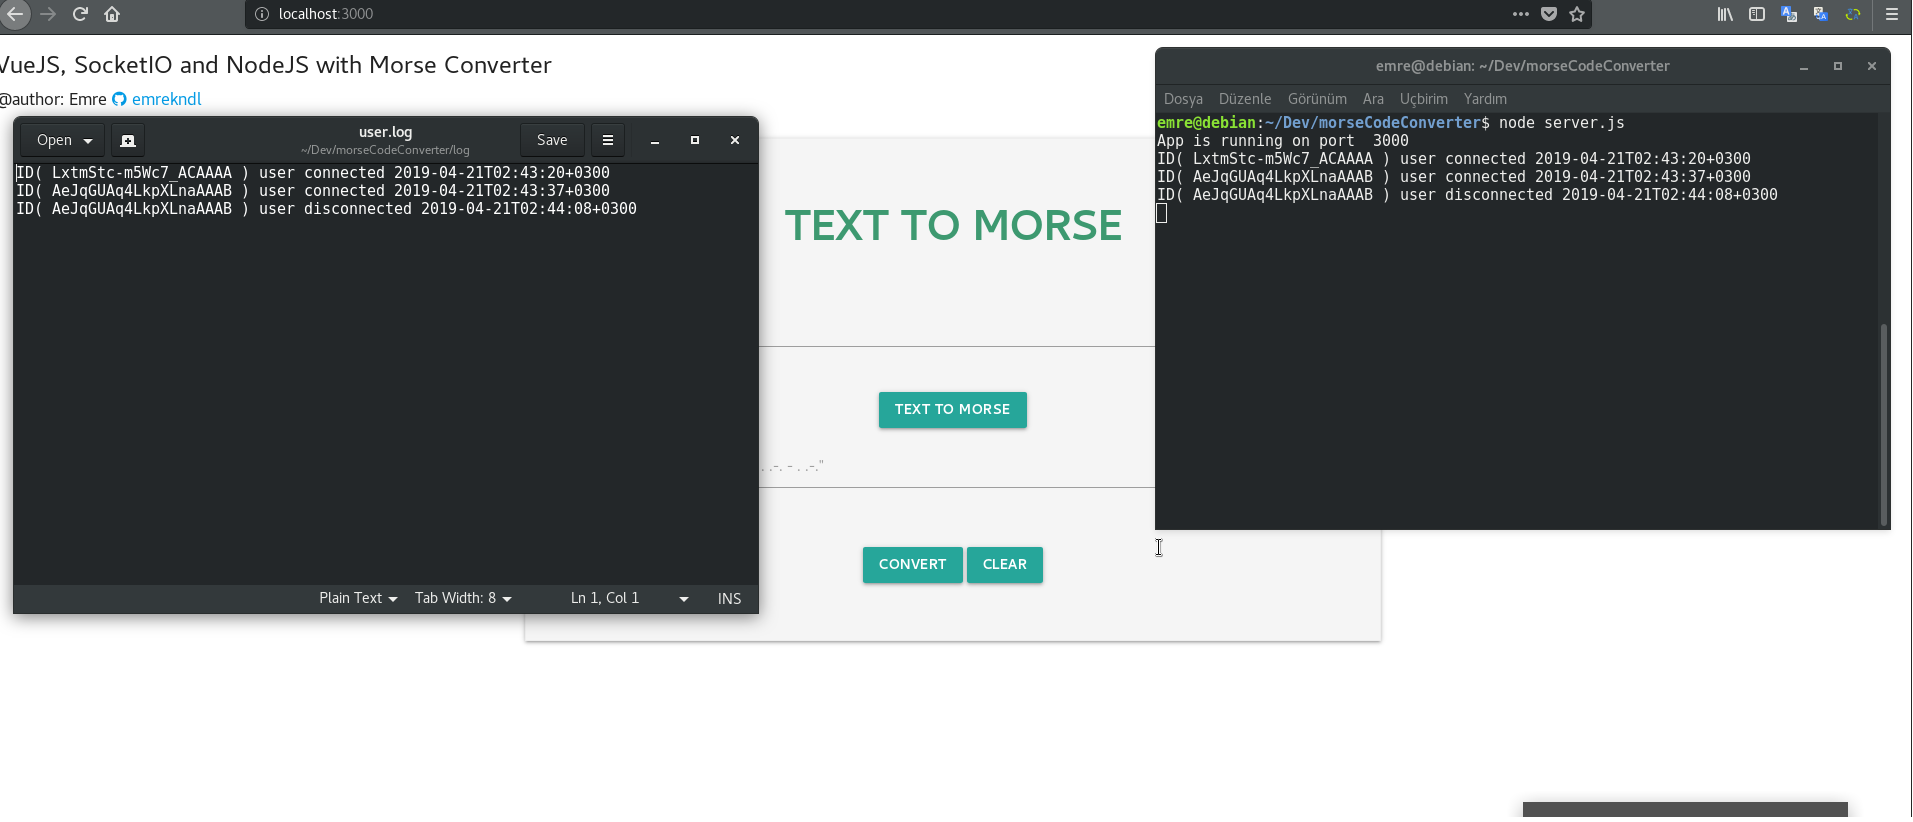 localhost:3000
VueJS, SocketIO and NodeJS with Morse Converter
@author: Emre emrekndl
Open
user.log
~/Dev/morseCodeConverter/log
Save
ID( LxtmStc-m5Wc7_ACAAAA ) user connected 2019-04-21T02:43:20+0300
ID( AeJqGUAq4LkpXLnaAAAB ) user connected 2019-04-21T02:43:37+0300
ID( AeJqGUAq4LkpXLnaAAAB ) user disconnected 2019-04-21T02:44:08+0300
Plain Text
Tab Width: 8
Ln 1, Col 1
INS
TEXT TO MORSE
TEXT TO MORSE
. .-. - . .-."
CONVERT
CLEAR
emre@debian: ~/Dev/morseCodeConverter
Dosya Düzenle Görünüm Ara Uçbirim Yardım
emre@debian:~/Dev/morseCodeConverter$ node server.js
App is running on port  3000
ID( LxtmStc-m5Wc7_ACAAAA ) user connected 2019-04-21T02:43:20+0300
ID( AeJqGUAq4LkpXLnaAAAB ) user connected 2019-04-21T02:43:37+0300
ID( AeJqGUAq4LkpXLnaAAAB ) user disconnected 2019-04-21T02:44:08+0300